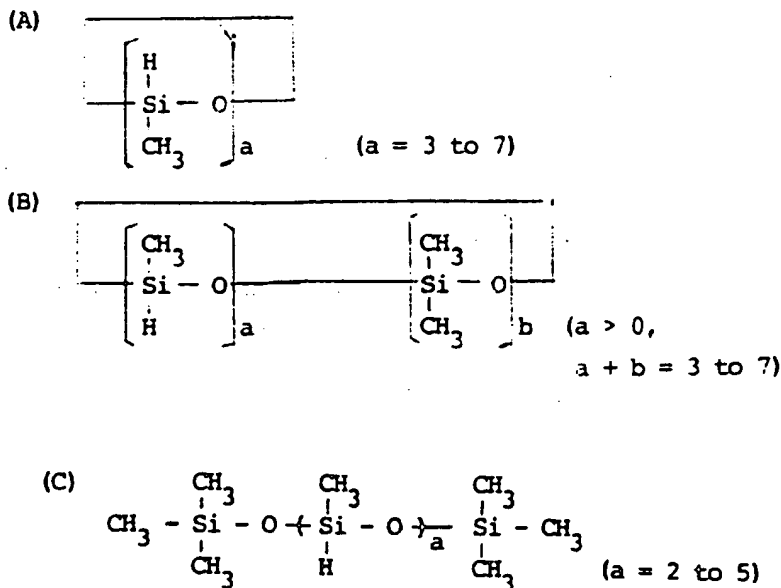 (A)
H
Si - O
CH3
a (a = 3 to 7)
(B)
CH3 CH3
Si - O Si - O
H a CH3 b (a > 0,
a + b = 3 to 7)
(C)
CH3 CH3 CH3
CH3 - Si - O ( Si - O )a Si - CH3
CH3 H CH3 (a = 2 to 5)